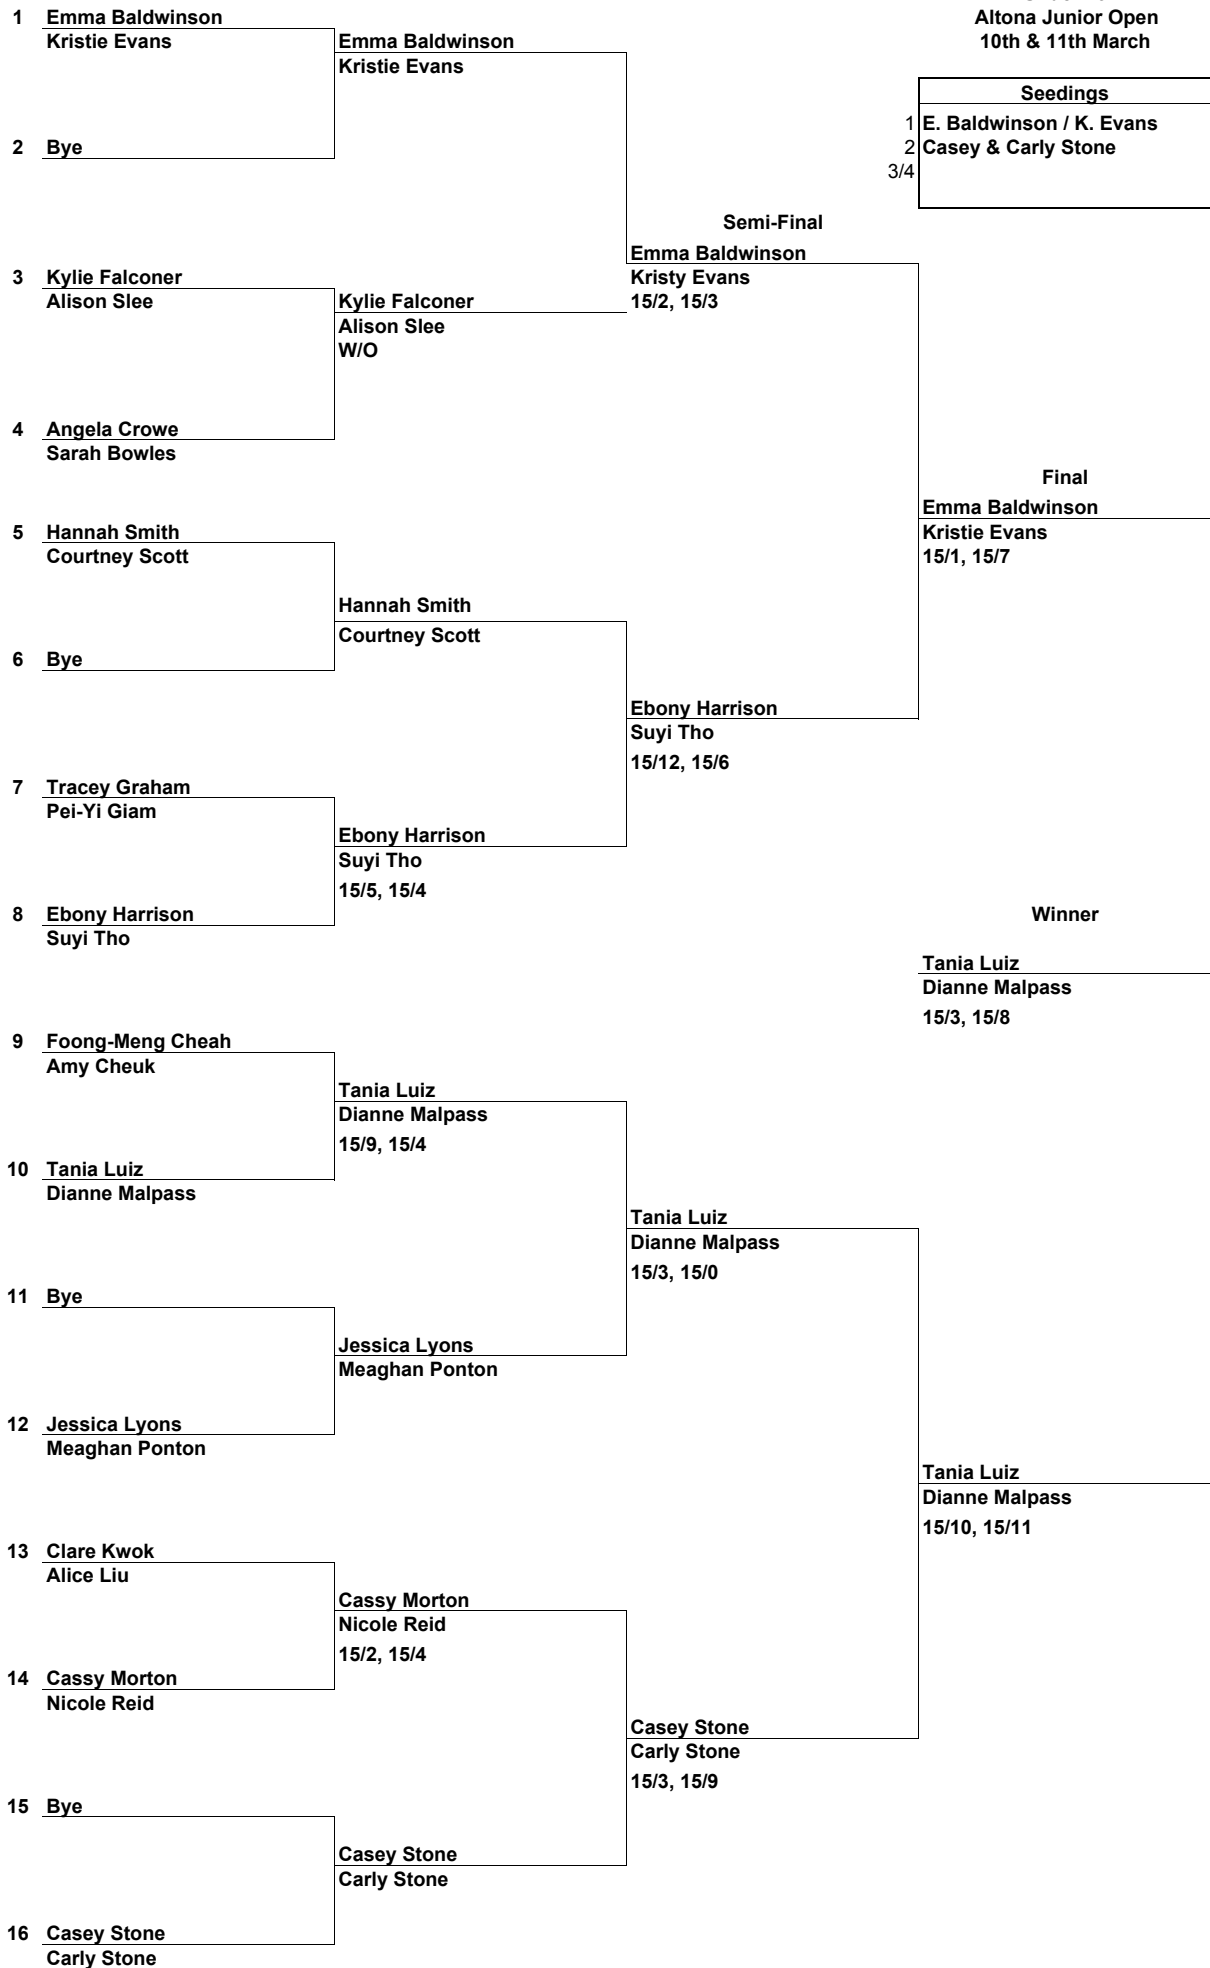 1 Emma Baldwinson
Kristie Evans
Emma Baldwinson
Kristie Evans
2 Bye
Altona Junior Open
10th & 11th March
Seedings
1 E. Baldwinson / K. Evans
2 Casey & Carly Stone
3/4
Semi-Final
Emma Baldwinson
Kristy Evans
15/2, 15/3
3 Kylie Falconer
Alison Slee
Kylie Falconer
Alison Slee
W/O
4 Angela Crowe
Sarah Bowles
Final
Emma Baldwinson
Kristie Evans
15/1, 15/7
5 Hannah Smith
Courtney Scott
Hannah Smith
Courtney Scott
6 Bye
Ebony Harrison
Suyi Tho
15/12, 15/6
7 Tracey Graham
Pei-Yi Giam
Ebony Harrison
Suyi Tho
15/5, 15/4
8 Ebony Harrison
Suyi Tho
Winner
Tania Luiz
Dianne Malpass
15/3, 15/8
9 Foong-Meng Cheah
Amy Cheuk
Tania Luiz
Dianne Malpass
15/9, 15/4
10 Tania Luiz
Dianne Malpass
Tania Luiz
Dianne Malpass
15/3, 15/0
11 Bye
Jessica Lyons
Meaghan Ponton
12 Jessica Lyons
Meaghan Ponton
Tania Luiz
Dianne Malpass
15/10, 15/11
13 Clare Kwok
Alice Liu
Cassy Morton
Nicole Reid
15/2, 15/4
14 Cassy Morton
Nicole Reid
Casey Stone
Carly Stone
15/3, 15/9
15 Bye
Casey Stone
Carly Stone
16 Casey Stone
Carly Stone